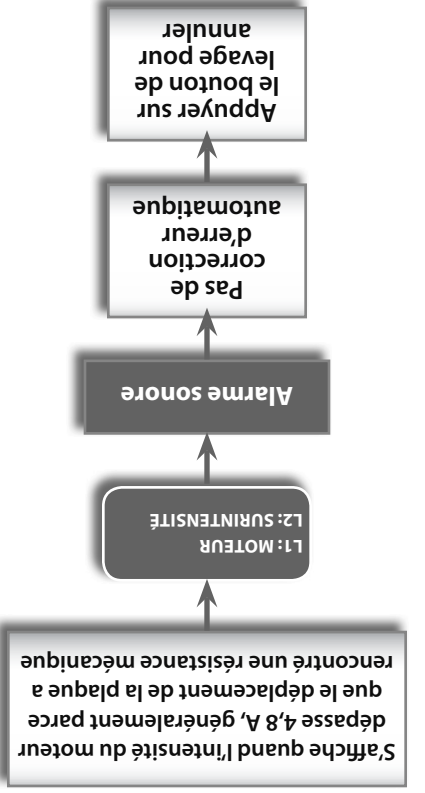 S'affiche quand l'intensité du moteur
dépasse 4,8 A, généralement parce
que le déplacement de la plaque a
rencontré une résistance mécanique
L1: MOTEUR
L2: SURINTENSITÉ
Alarme sonore
Pas de
correction
d'erreur
automatique
Appuyer sur
le bouton de
levage pour
annuler